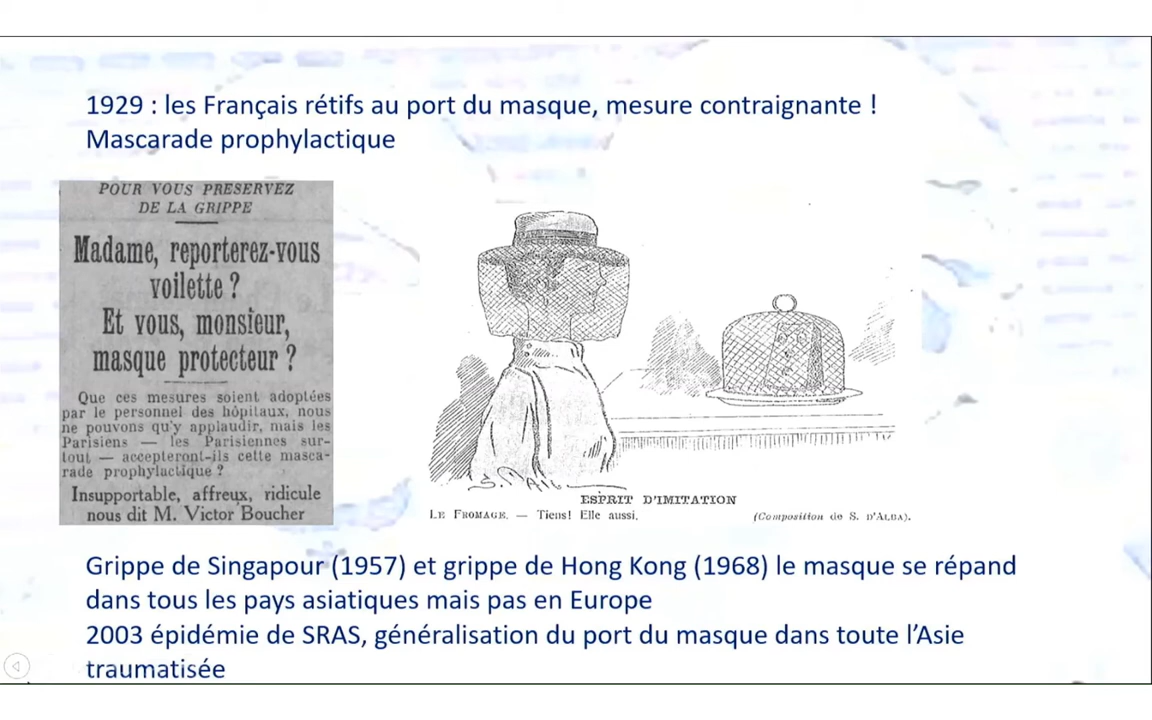 1929 : les Français rétifs au port du masque, mesure contraignante !
Mascarade prophylactique
POUR VOUS PRESERVEZ
DE LA GRIPPE
Madame, reporterez-vous
voilette ?
Et vous, monsieur,
masque protecteur ?
Que ces mesures soient adoptées
par le personnel des hôpitaux, nous
ne pouvons qu'y applaudir, mais les
Parisiens — les Parisiennes sur-
tout — accepteront-ils cette masca-
rade prophylactique ?
Insupportable, affreux, ridicule
nous dit M. Victor Boucher
ESPRIT D'IMITATION
LE FROMAGE. — Tiens! Elle aussi.
(Composition de S. D'ALBA).
Grippe de Singapour (1957) et grippe de Hong Kong (1968) le masque se répand
dans tous les pays asiatiques mais pas en Europe
2003 épidémie de SRAS, généralisation du port du masque dans toute l'Asie
traumatisée